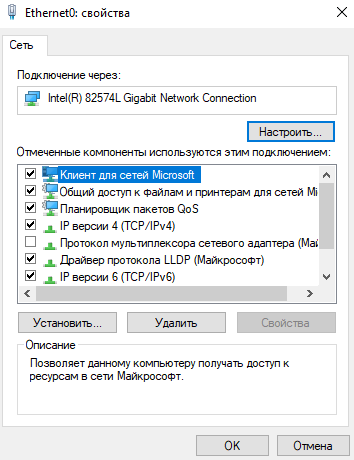 Ethernet0: свойства
Сеть
Подключение через:
Intel(R) 82574L Gigabit Network Connection
Настроить...
Отмеченные компоненты используются этим подключением:
Клиент для сетей Microsoft
Общий доступ к файлам и принтерам для сетей Mi
Планировщик пакетов QoS
IP версии 4 (TCP/IPv4)
Протокол мультиплексора сетевого адаптера (Май
Драйвер протокола LLDP (Майкрософт)
IP версии 6 (TCP/IPv6)
Установить...
Удалить
Свойства
Описание
Позволяет данному компьютеру получать доступ к
ресурсам в сети Майкрософт.
OK
Отмена